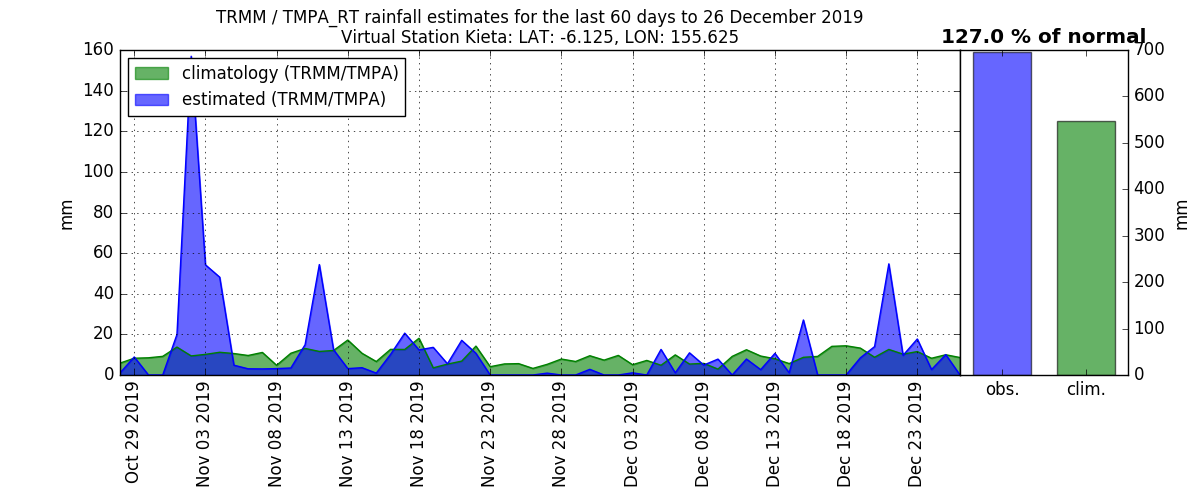 TRMM / TMPA_RT rainfall estimates for the last 60 days to 26 December 2019
Virtual Station Kieta: LAT: -6.125, LON: 155.625
127.0 % of normal
climatology (TRMM/TMPA)
estimated (TRMM/TMPA)
160
140
120
100
80
60
40
20
0
mm
Oct 29 2019
Nov 03 2019
Nov 08 2019
Nov 13 2019
Nov 18 2019
Nov 23 2019
Nov 28 2019
Dec 03 2019
Dec 08 2019
Dec 13 2019
Dec 18 2019
Dec 23 2019
obs.
clim.
700
600
500
400
300
200
100
0
mm